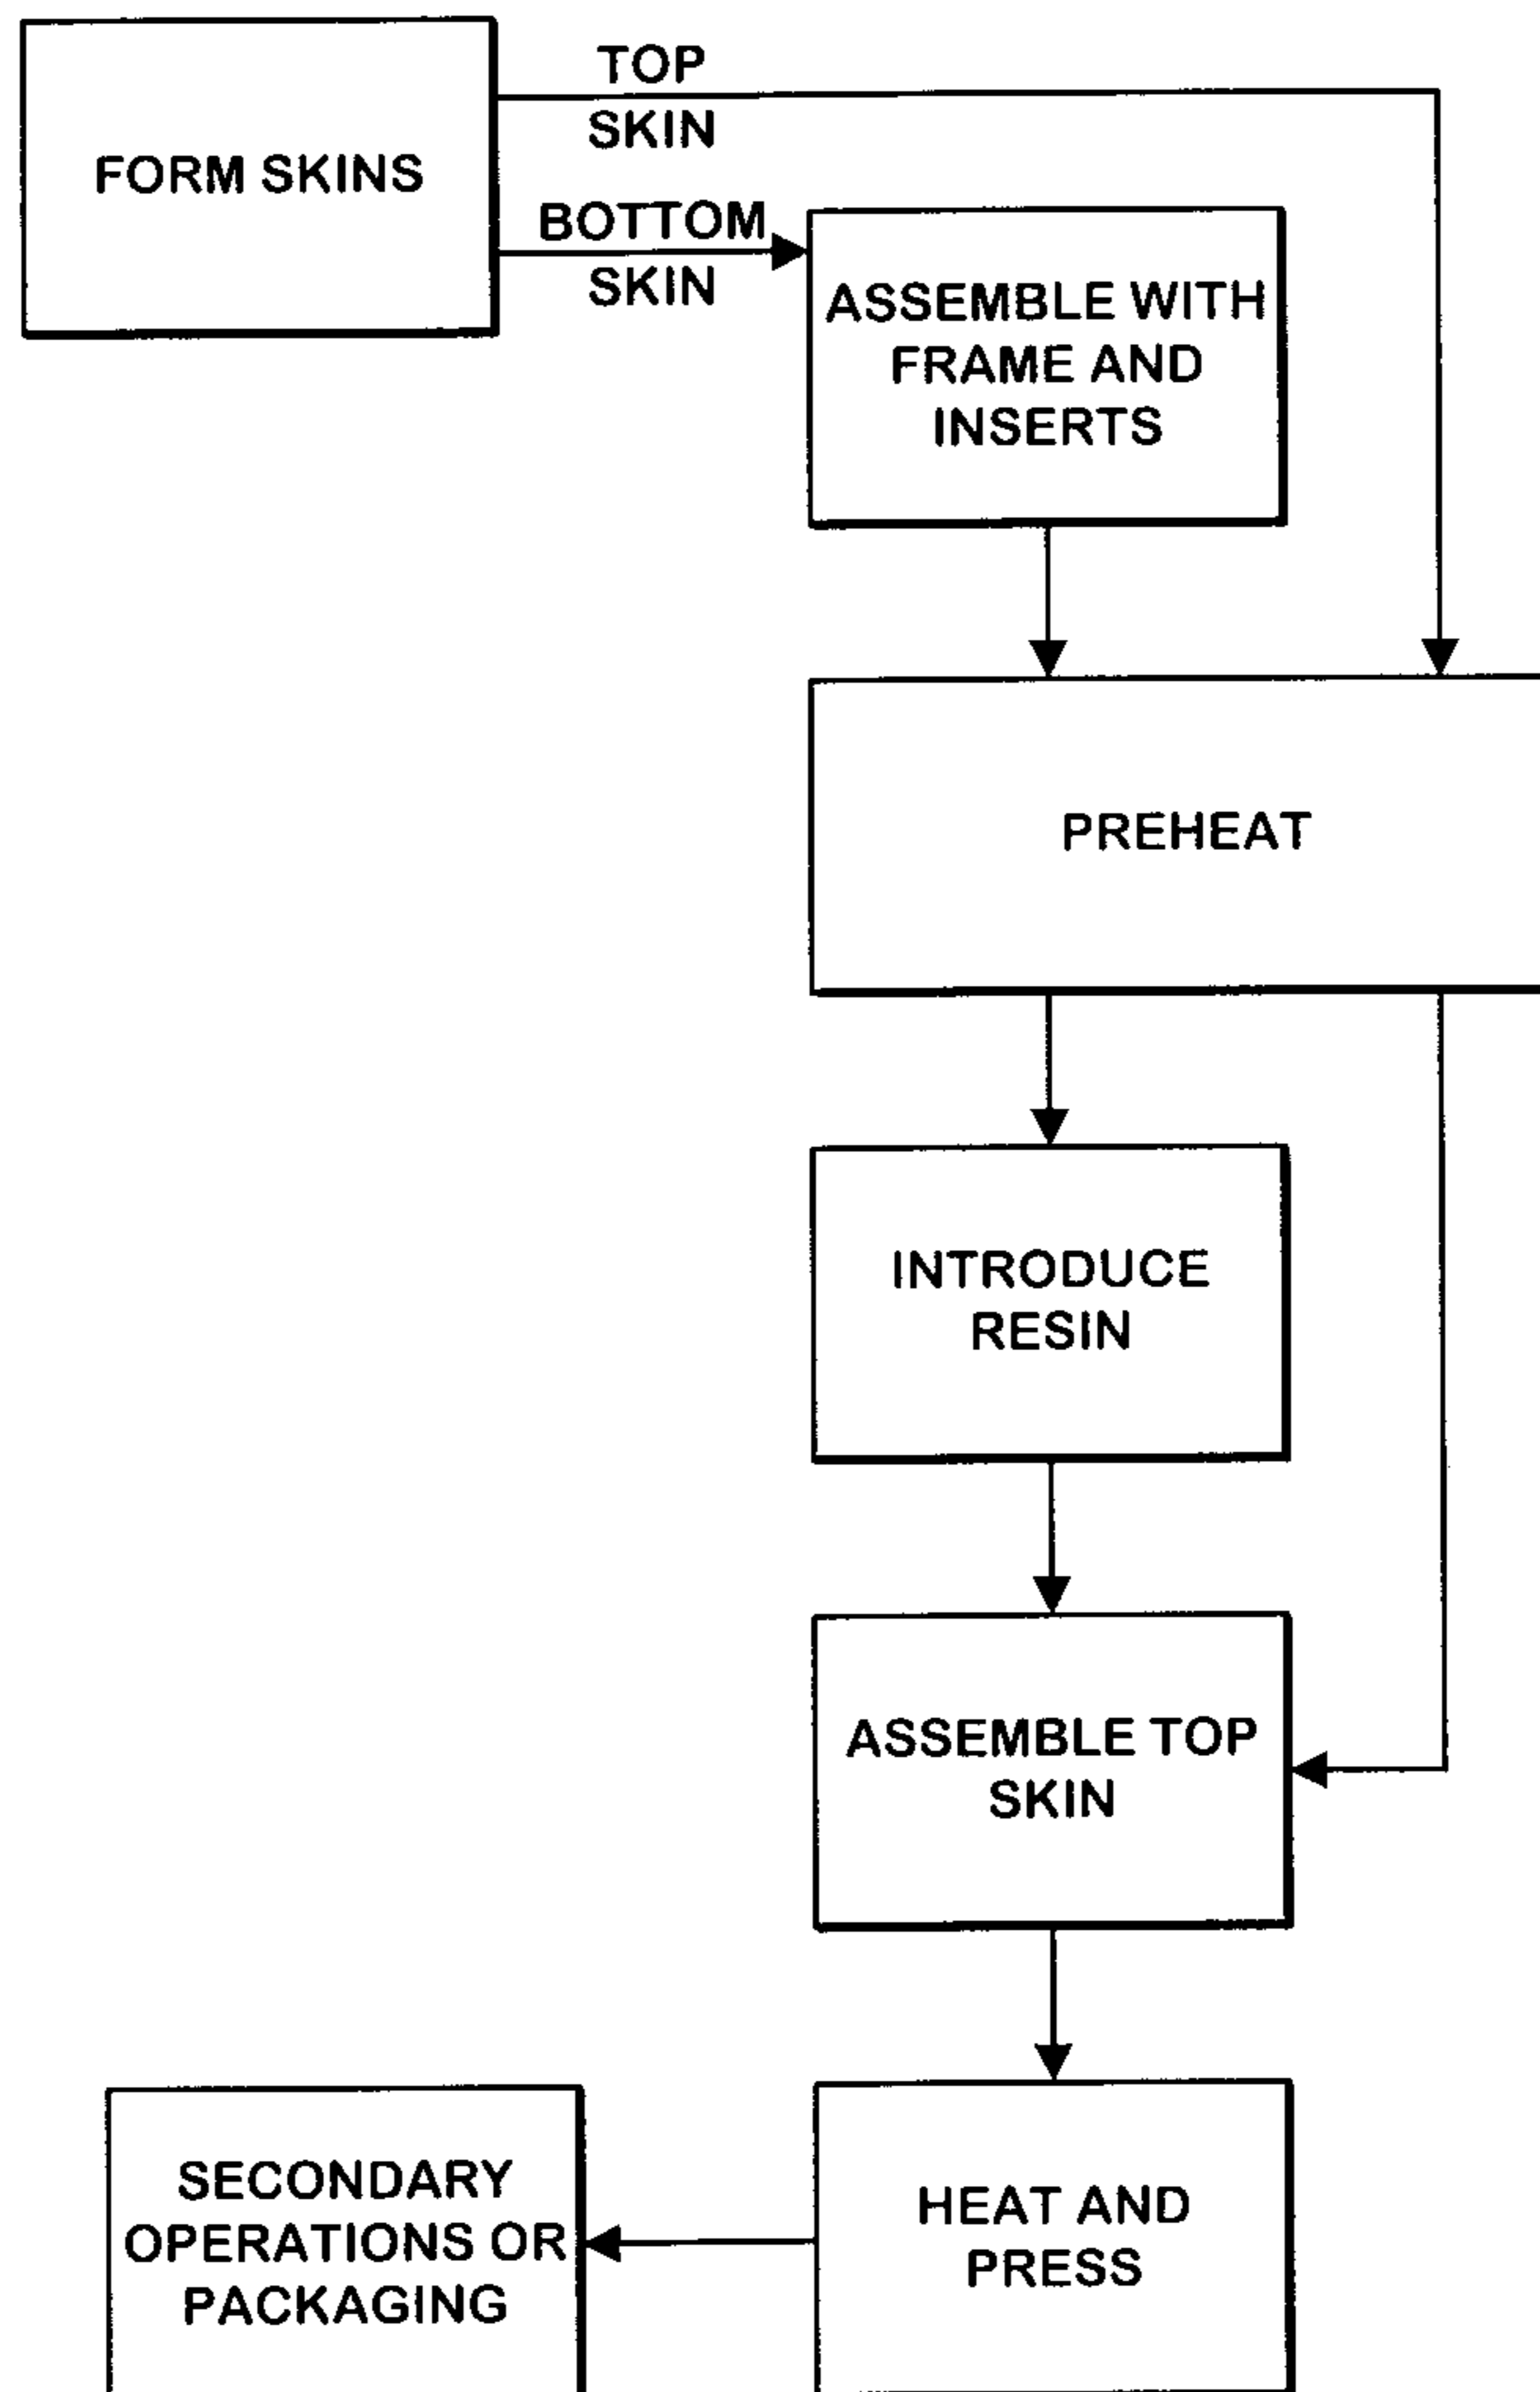 TOP
SKIN
FORM SKINS
BOTTOM
SKIN
ASSEMBLE WITH
FRAME AND
INSERTS
PREHEAT
INTRODUCE
RESIN
ASSEMBLE TOP
SKIN
SECONDARY
OPERATIONS OR
PACKAGING
HEAT AND
PRESS